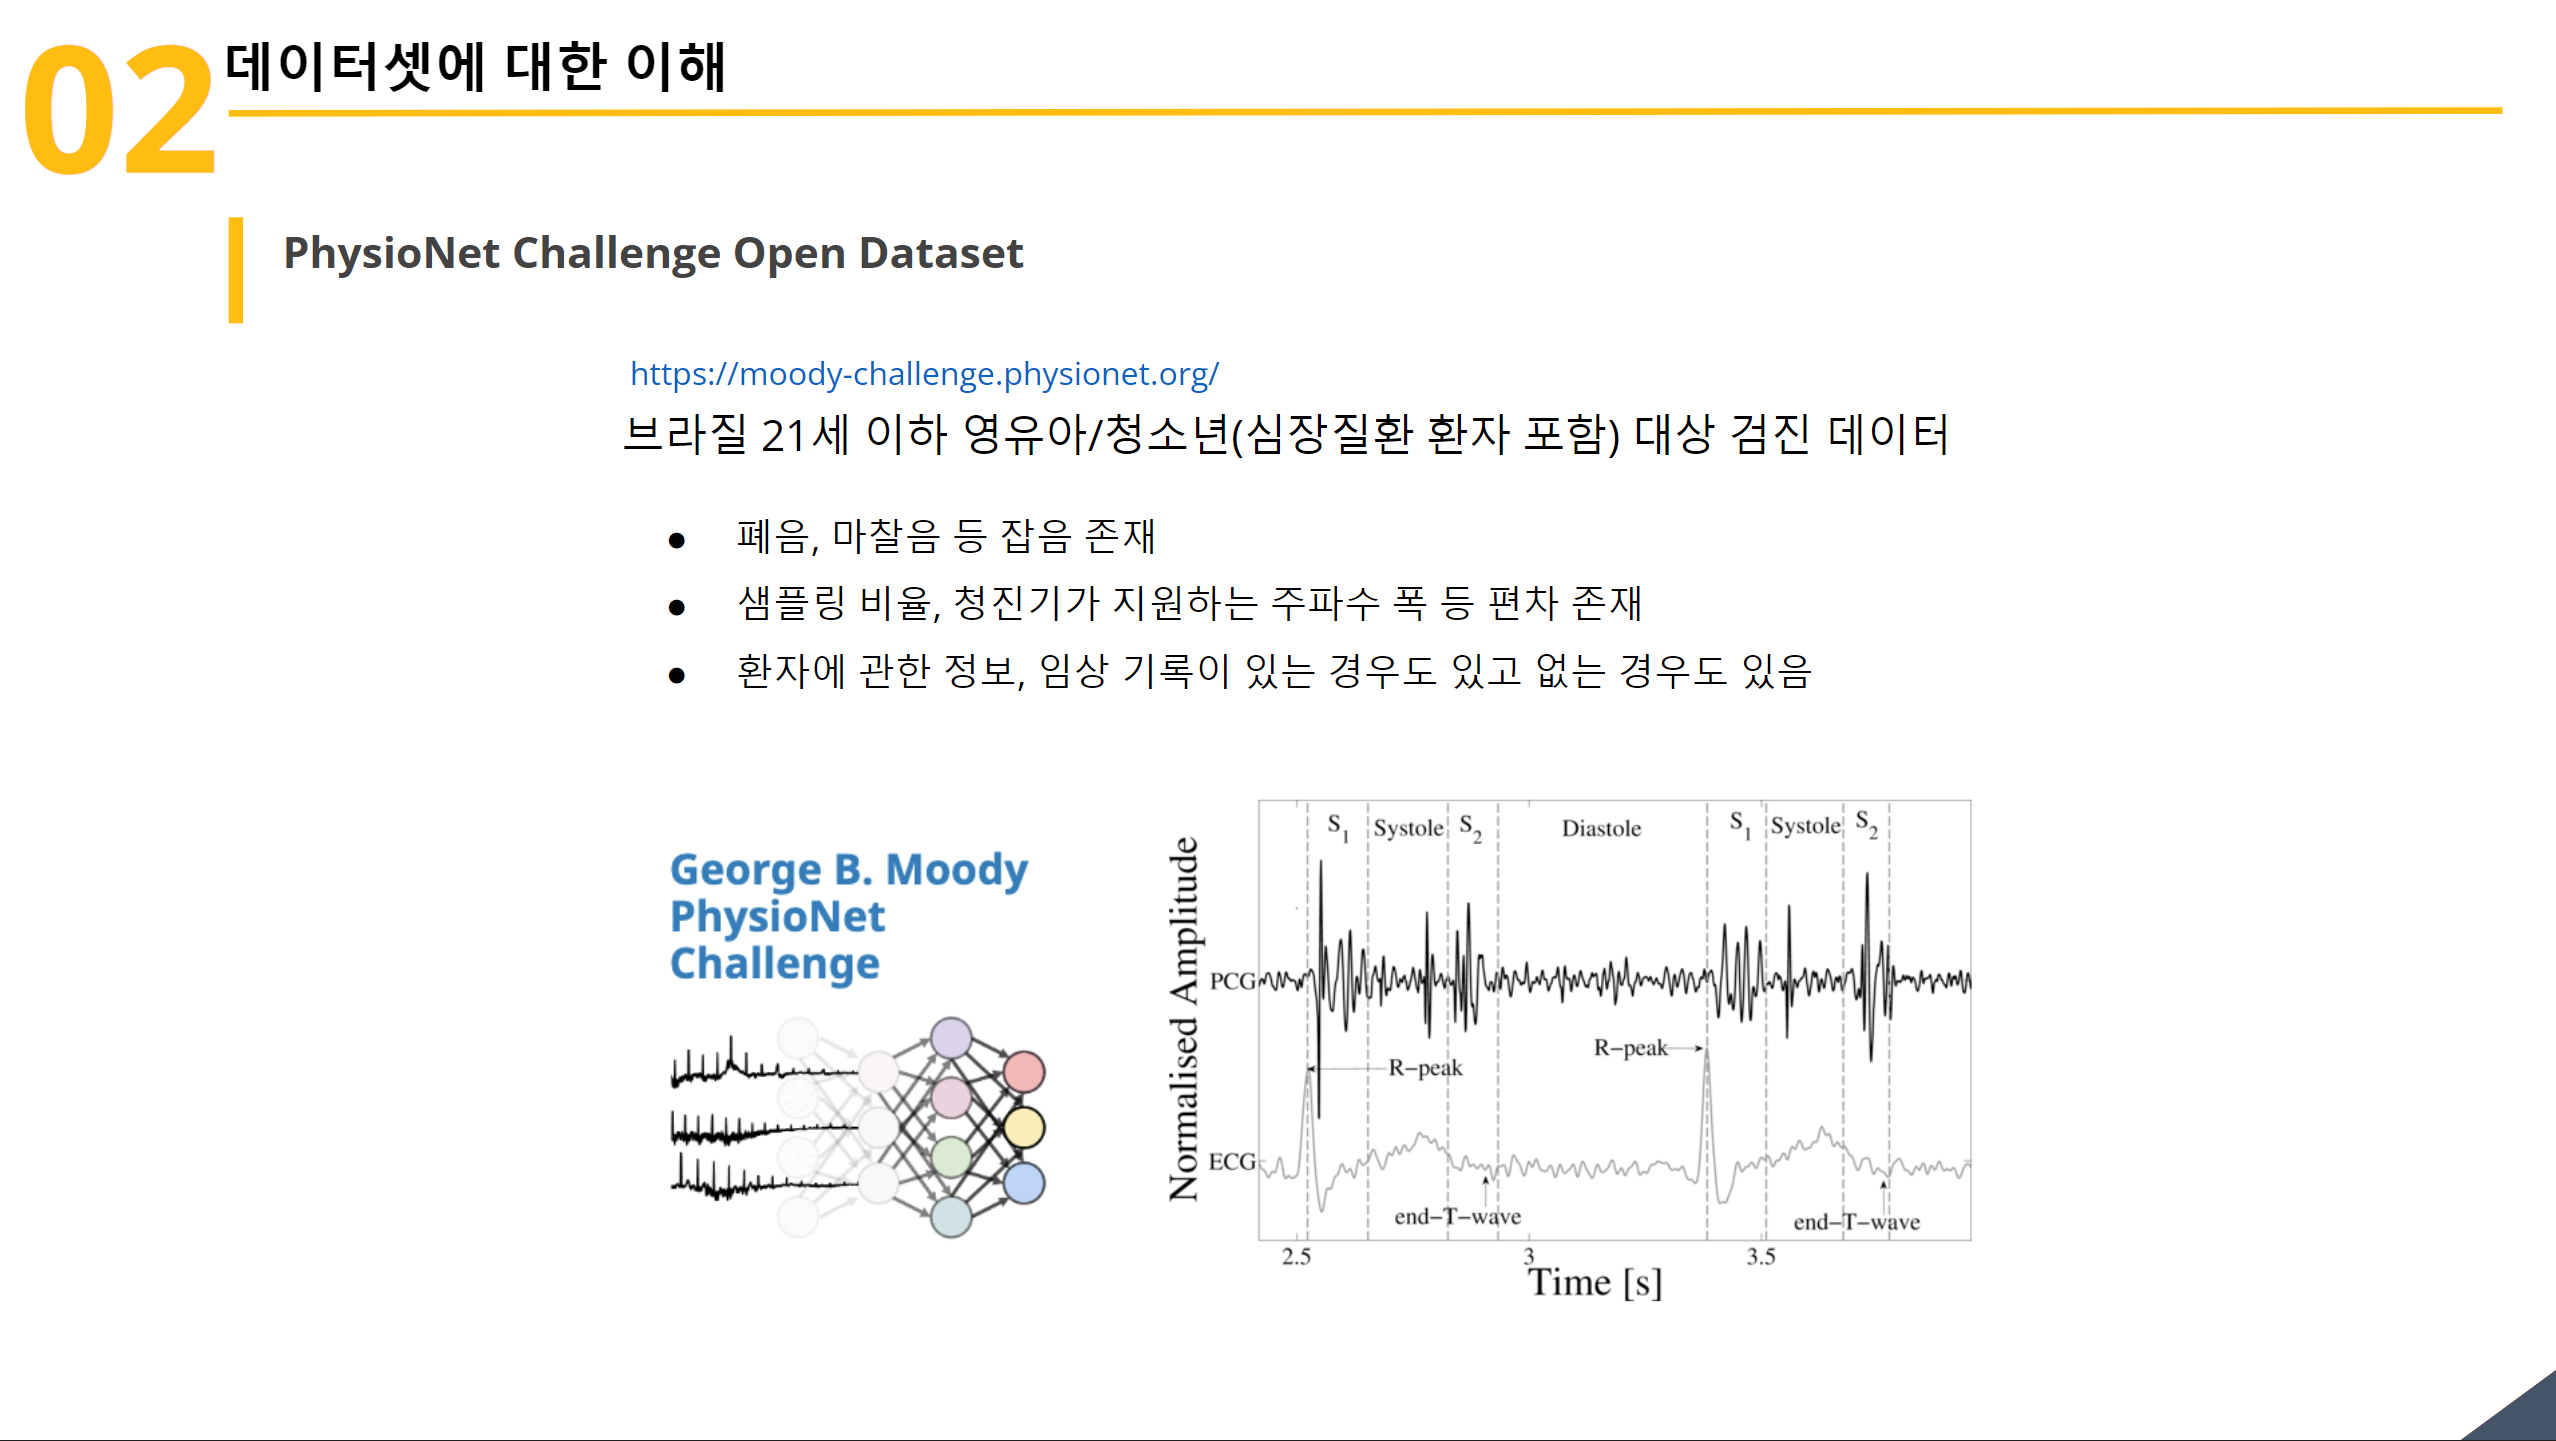 02
데이터셋에 대한 이해
PhysioNet Challenge Open Dataset
https://moody-challenge.physionet.org/
브라질 21세 이하 영유아/청소년(심장질환 환자 포함) 대상 검진 데이터
● 폐음, 마찰음 등 잡음 존재
● 샘플링 비율, 청진기가 지원하는 주파수 폭 등 편차 존재
● 환자에 관한 정보, 임상 기록이 있는 경우도 있고 없는 경우도 있음
George B. Moody
PhysioNet
Challenge
Normalised Amplitude
S1 Systole S2 Diastole S1 Systole S2
PCG
R-peak
R-peak
ECG
end-T-wave
end-T-wave
2.5 3 3.5
Time [s]